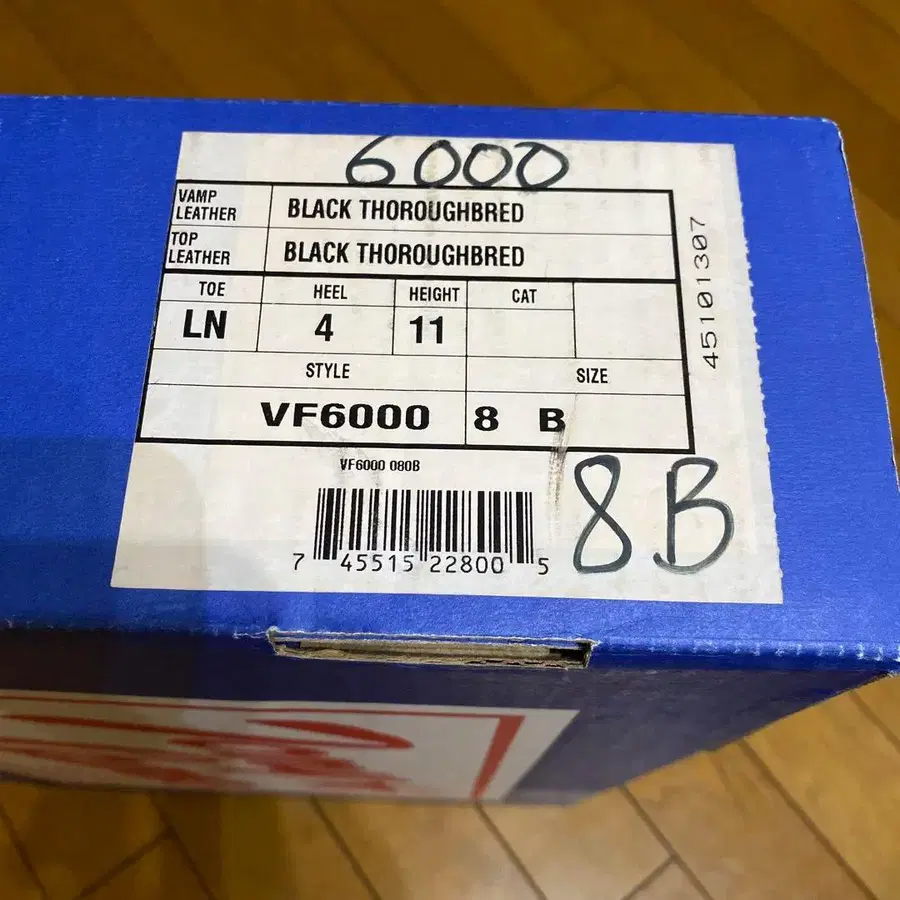 6000
VAMP LEATHER BLACK THOROUGHBRED
TOP LEATHER BLACK THOROUGHBRED
TOE HEEL HEIGHT CAT
LN 4 11
STYLE SIZE
VF6000 8 B
VF6000 080B
7 45515 22800 5
8B
45101307